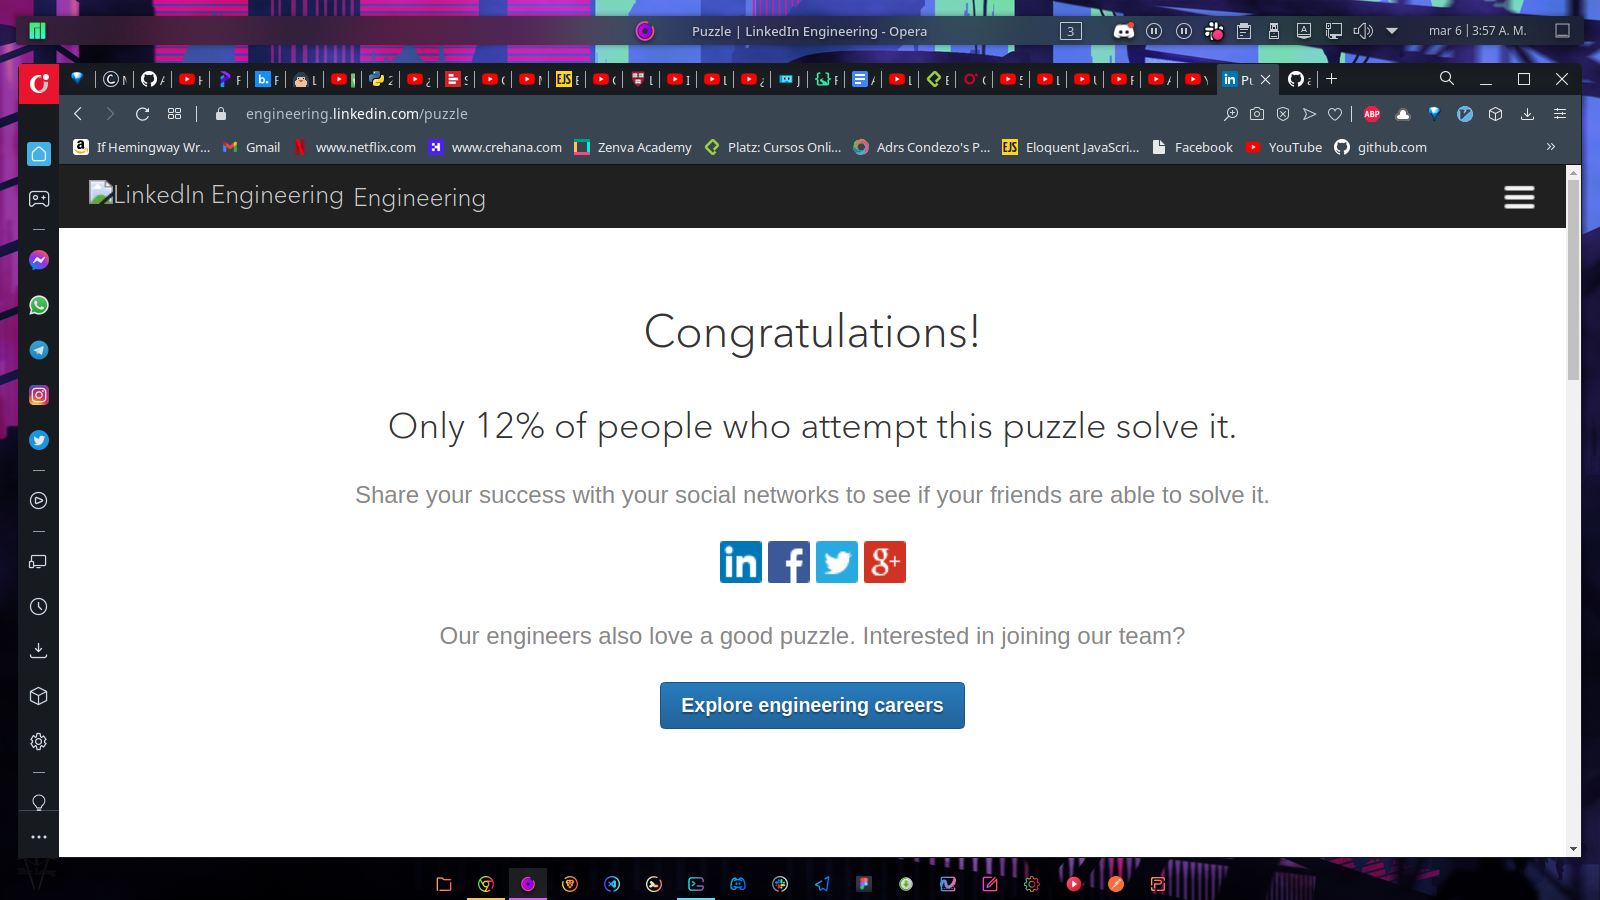 Puzzle | LinkedIn Engineering - Opera
3
mar 6 | 3:57 A. M.
engineering.linkedin.com/puzzle
ABP
If Hemingway Wr... Gmail www.netflix.com www.crehana.com Zenva Academy Platz: Cursos Onli... Adrs Condezo's P... Eloquent JavaScri... Facebook YouTube github.com »
LinkedIn Engineering Engineering
Congratulations!
Only 12% of people who attempt this puzzle solve it.
Share your success with your social networks to see if your friends are able to solve it.
in f g+
Our engineers also love a good puzzle. Interested in joining our team?
Explore engineering careers